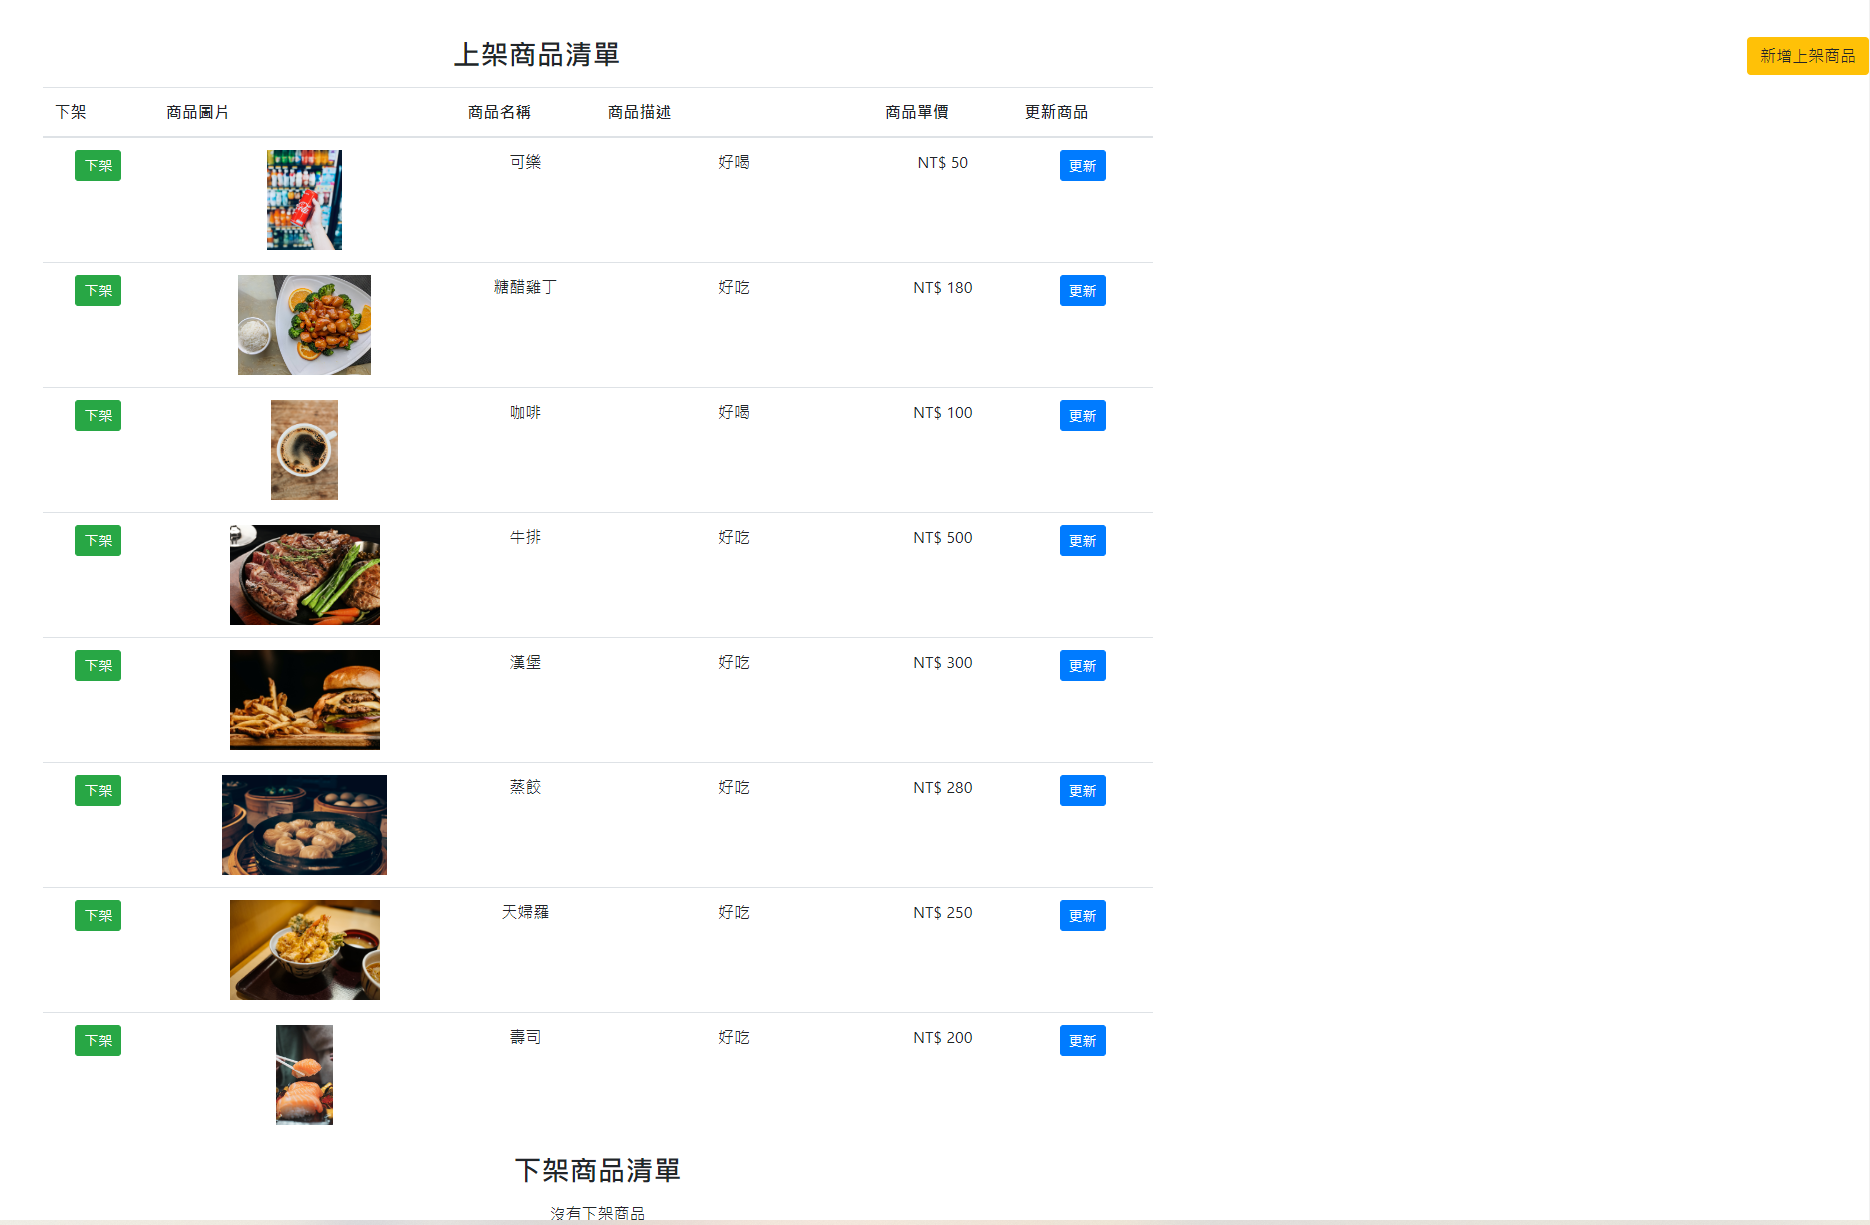 上架商品清單
新增上架商品
下架 商品圖片 商品名稱 商品描述 商品單價 更新商品
下架 可樂 好喝 NT$ 50 更新
下架 糖醋雞丁 好吃 NT$ 180 更新
下架 咖啡 好喝 NT$ 100 更新
下架 牛排 好吃 NT$ 500 更新
下架 漢堡 好吃 NT$ 300 更新
下架 蒸餃 好吃 NT$ 280 更新
下架 天婦羅 好吃 NT$ 250 更新
下架 壽司 好吃 NT$ 200 更新
下架商品清單
沒有下架商品